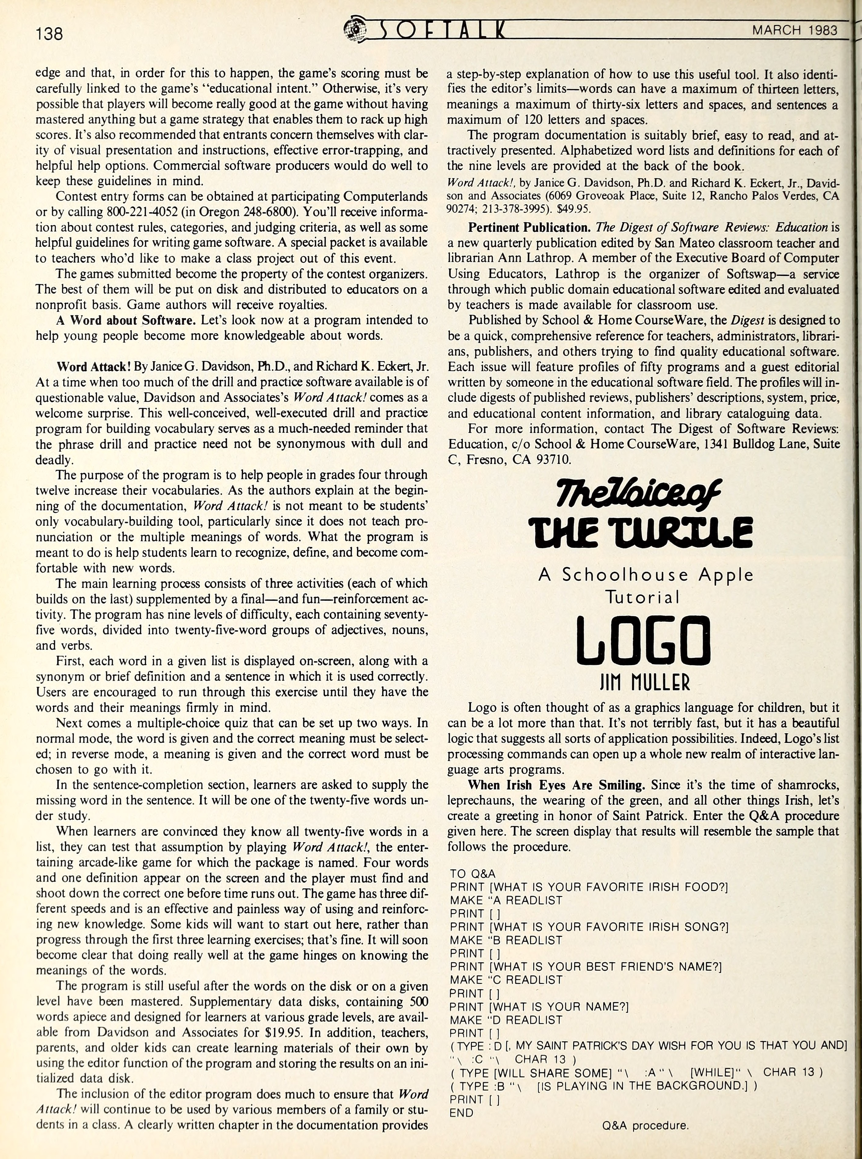 138
SOFTALK
MARCH 1983
edge and that, in order for this to happen, the game's scoring must be
carefully linked to the game's "educational intent." Otherwise, it's very
possible that players will become really good at the game without having
mastered anything but a game strategy that enables them to rack up high
scores. It's also recommended that entrants concern themselves with clar-
ity of visual presentation and instructions, effective error-trapping, and
helpful help options. Commercial software producers would do well to
keep these guidelines in mind.
Contest entry forms can be obtained at participating Computerlands
or by calling 800-221-4052 (in Oregon 248-6800). You'll receive informa-
tion about contest rules, categories, and judging criteria, as well as some
helpful guidelines for writing game software. A special packet is available
to teachers who'd like to make a class project out of this event.
The games submitted become the property of the contest organizers.
The best of them will be put on disk and distributed to educators on a
nonprofit basis. Game authors will receive royalties.
A Word about Software. Let's look now at a program intended to
help young people become more knowledgeable about words.
Word Attack! By Janice G. Davidson, Ph.D., and Richard K. Eckert, Jr.
At a time when too much of the drill and practice software available is of
questionable value, Davidson and Associates's Word Attack! comes as a
welcome surprise. This well-conceived, well-executed drill and practice
program for building vocabulary serves as a much-needed reminder that
the phrase drill and practice need not be synonymous with dull and
deadly.
The purpose of the program is to help people in grades four through
twelve increase their vocabularies. As the authors explain at the begin-
ning of the documentation, Word Attack! is not meant to be students'
only vocabulary-building tool, particularly since it does not teach pro-
nunciation or the multiple meanings of words. What the program is
meant to do is help students learn to recognize, define, and become com-
fortable with new words.
The main learning process consists of three activities (each of which
builds on the last) supplemented by a final—and fun—reinforcement ac-
tivity. The program has nine levels of difficulty, each containing seventy-
five words, divided into twenty-five-word groups of adjectives, nouns,
and verbs.
First, each word in a given list is displayed on-screen, along with a
synonym or brief definition and a sentence in which it is used correctly.
Users are encouraged to run through this exercise until they have the
words and their meanings firmly in mind.
Next comes a multiple-choice quiz that can be set up two ways. In
normal mode, the word is given and the correct meaning must be select-
ed; in reverse mode, a meaning is given and the correct word must be
chosen to go with it.
In the sentence-completion section, learners are asked to supply the
missing word in the sentence. It will be one of the twenty-five words un-
der study.
When learners are convinced they know all twenty-five words in a
list, they can test that assumption by playing Word Attack!, the enter-
taining arcade-like game for which the package is named. Four words
and one definition appear on the screen and the player must find and
shoot down the correct one before time runs out. The game has three dif-
ferent speeds and is an effective and painless way of using and reinforc-
ing new knowledge. Some kids will want to start out here, rather than
progress through the first three learning exercises; that's fine. It will soon
become clear that doing really well at the game hinges on knowing the
meanings of the words.
The program is still useful after the words on the disk or on a given
level have been mastered. Supplementary data disks, containing 500
words apiece and designed for learners at various grade levels, are avail-
able from Davidson and Associates for $19.95. In addition, teachers,
parents, and older kids can create learning materials of their own by
using the editor function of the program and storing the results on an ini-
tialized data disk.
The inclusion of the editor program does much to ensure that Word
Attack! will continue to be used by various members of a family or stu-
dents in a class. A clearly written chapter in the documentation provides
a step-by-step explanation of how to use this useful tool. It also identi-
fies the editor's limits—words can have a maximum of thirteen letters,
meanings a maximum of thirty-six letters and spaces, and sentences a
maximum of 120 letters and spaces.
The program documentation is suitably brief, easy to read, and at-
tractively presented. Alphabetized word lists and definitions for each of
the nine levels are provided at the back of the book.
Word Attack!, by Janice G. Davidson, Ph.D. and Richard K. Eckert, Jr., David-
son and Associates (6069 Groveoak Place, Suite 12, Rancho Palos Verdes, CA
90274; 213-378-3995). $49.95.
Pertinent Publication. The Digest of Software Reviews: Education is
a new quarterly publication edited by San Mateo classroom teacher and
librarian Ann Lathrop. A member of the Executive Board of Computer
Using Educators, Lathrop is the organizer of Softswap—a service
through which public domain educational software edited and evaluated
by teachers is made available for classroom use.
Published by School & Home CourseWare, the Digest is designed to
be a quick, comprehensive reference for teachers, administrators, librari-
ans, publishers, and others trying to find quality educational software.
Each issue will feature profiles of fifty programs and a guest editorial
written by someone in the educational software field. The profiles will in-
clude digests of published reviews, publishers' descriptions, system, price,
and educational content information, and library cataloguing data.
For more information, contact The Digest of Software Reviews:
Education, c/o School & Home CourseWare, 1341 Bulldog Lane, Suite
C, Fresno, CA 93710.
The Voice of
THE TURTLE
A Schoolhouse Apple
Tutorial
LOGO
JIM MULLER
Logo is often thought of as a graphics language for children, but it
can be a lot more than that. It's not terribly fast, but it has a beautiful
logic that suggests all sorts of application possibilities. Indeed, Logo's list
processing commands can open up a whole new realm of interactive lan-
guage arts programs.
When Irish Eyes Are Smiling. Since it's the time of shamrocks,
leprechauns, the wearing of the green, and all other things Irish, let's
create a greeting in honor of Saint Patrick. Enter the Q&A procedure
given here. The screen display that results will resemble the sample that
follows the procedure.
TO Q&A
PRINT [WHAT IS YOUR FAVORITE IRISH FOOD?]
MAKE "A READLIST
PRINT [ ]
PRINT [WHAT IS YOUR FAVORITE IRISH SONG?]
MAKE "B READLIST
PRINT [ ]
PRINT [WHAT IS YOUR BEST FRIEND'S NAME?]
MAKE "C READLIST
PRINT [ ]
PRINT [WHAT IS YOUR NAME?]
MAKE "D READLIST
PRINT [ ]
( TYPE : D [. MY SAINT PATRICK'S DAY WISH FOR YOU IS THAT YOU AND]
"\ :C "\ CHAR 13 )
( TYPE [WILL SHARE SOME] "\ :A " \ [WHILE]" \ CHAR 13 )
( TYPE :B "\ [IS PLAYING IN THE BACKGROUND.] )
PRINT [ ]
END
Q&A procedure.